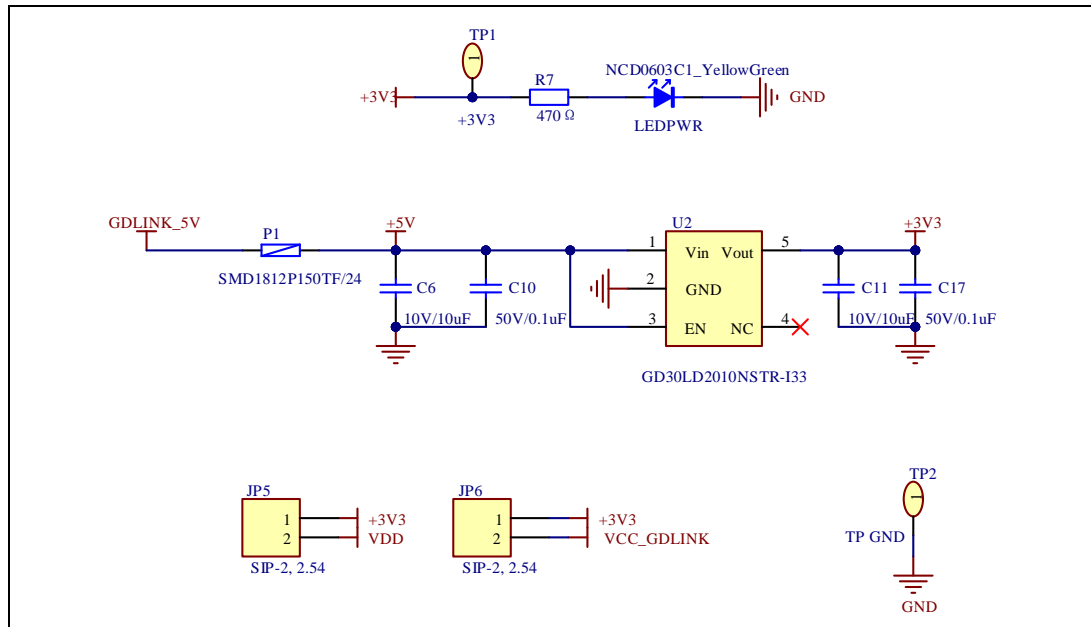 TP1
1
R7
NCD0603C1_YellowGreen
+3V3
GND
+3V3
470 Ω
LEDPWR
GDLINK_5V
P1
+5V
U2
+3V3
1
Vin
Vout
5
SMD1812P150TF/24
C6
C10
2
GND
C11
C17
10V/10uF
50V/0.1uF
3
EN
NC
4
10V/10uF
50V/0.1uF
GD30LD2010NSTR-I33
JP5
JP6
TP2
1
1
+3V3
1
+3V3
2
VDD
2
VCC_GDLINK
TP GND
SIP-2, 2.54
SIP-2, 2.54
GND